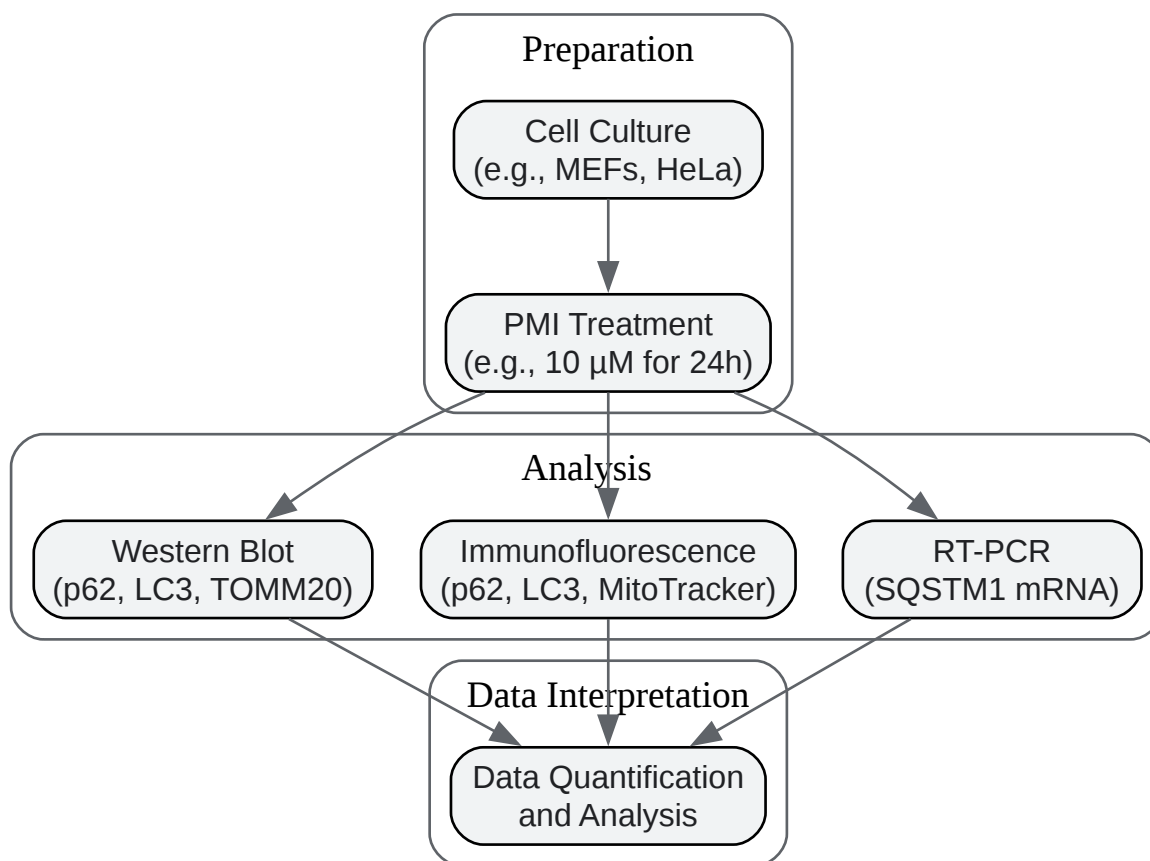 Preparation
Cell Culture
(e.g., MEFs, HeLa)
PMI Treatment
(e.g., 10 µM for 24h)
Analysis
Western Blot
(p62, LC3, TOMM20)
Immunofluorescence
(p62, LC3, MitoTracker)
RT-PCR
(SQSTM1 mRNA)
Data Interpretation
Data Quantification
and Analysis